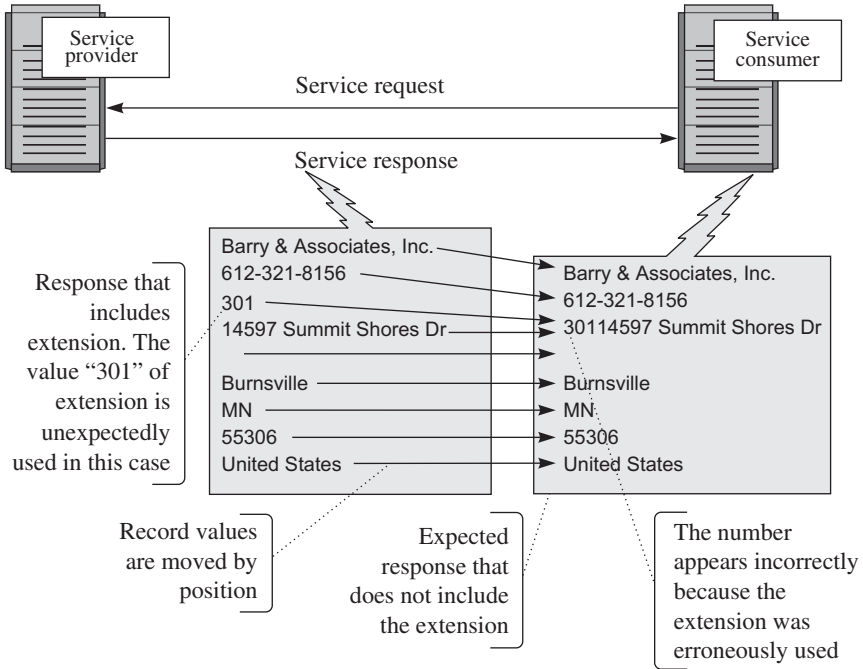 Service
provider
Service
consumer
Service request
Service response
Barry & Associates, Inc.
612-321-8156
301
14597 Summit Shores Dr
Burnsville
MN
55306
United States
Barry & Associates, Inc.
612-321-8156
30114597 Summit Shores Dr
Burnsville
MN
55306
United States
Response that
includes
extension. The
value “301” of
extension is
unexpectedly
used in this case
Record values
are moved by
position
Expected
response that
does not include
the extension
The number
appears incorrectly
because the
extension was
erroneously used